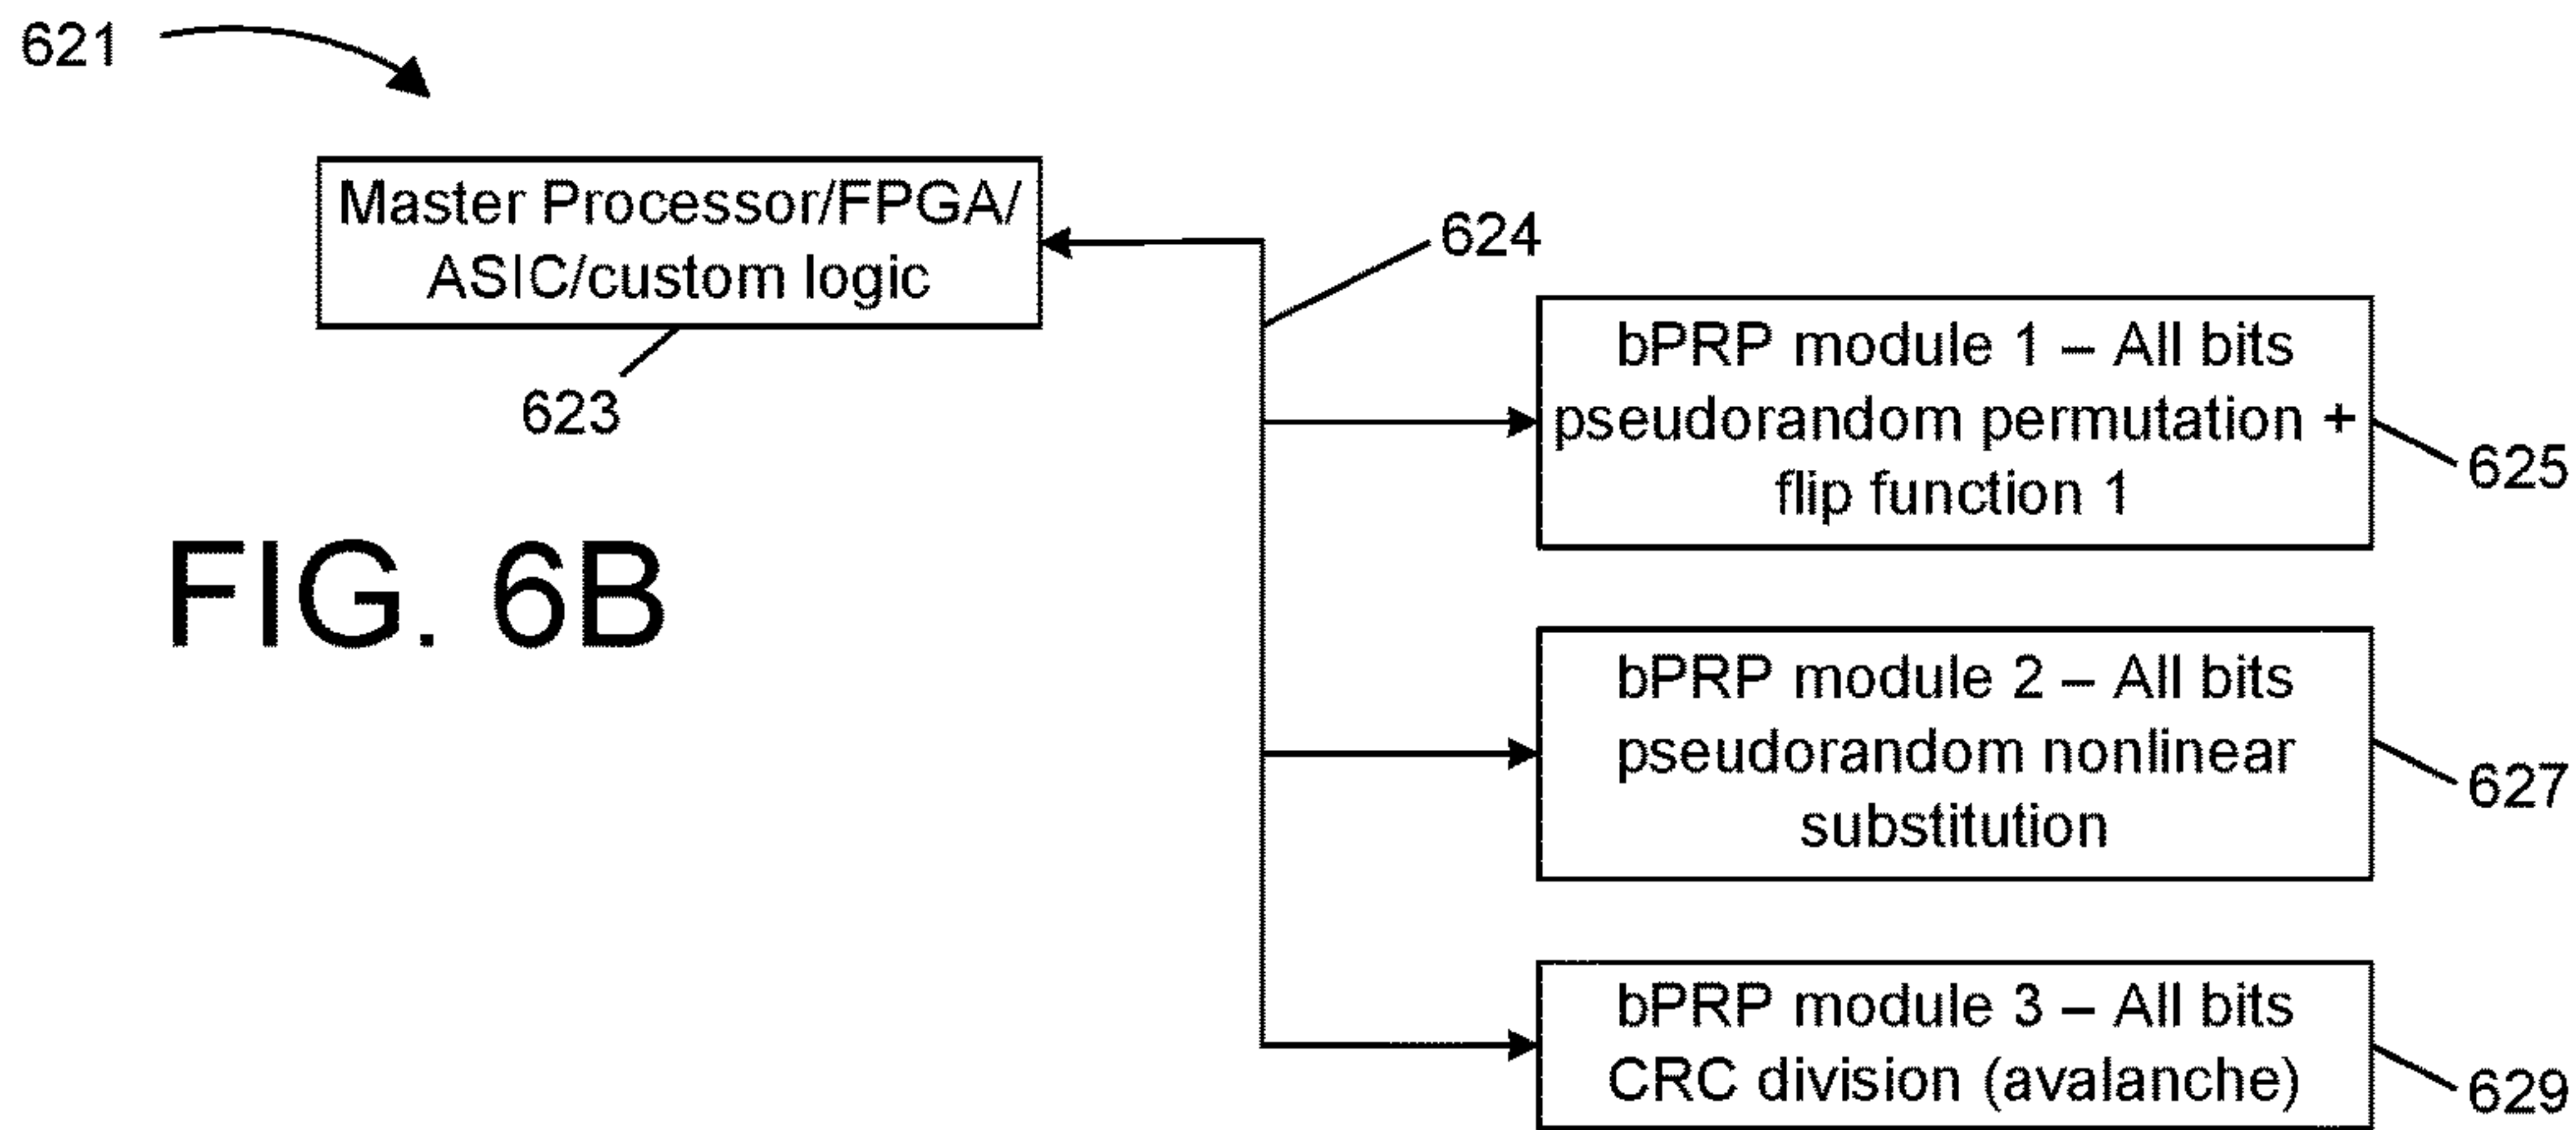 621
Master Processor/FPGA/
ASIC/custom logic
623
624
bPRP module 1 – All bits
pseudorandom permutation +
flip function 1
625
FIG. 6B
bPRP module 2 – All bits
pseudorandom nonlinear
substitution
627
bPRP module 3 – All bits
CRC division (avalanche)
629